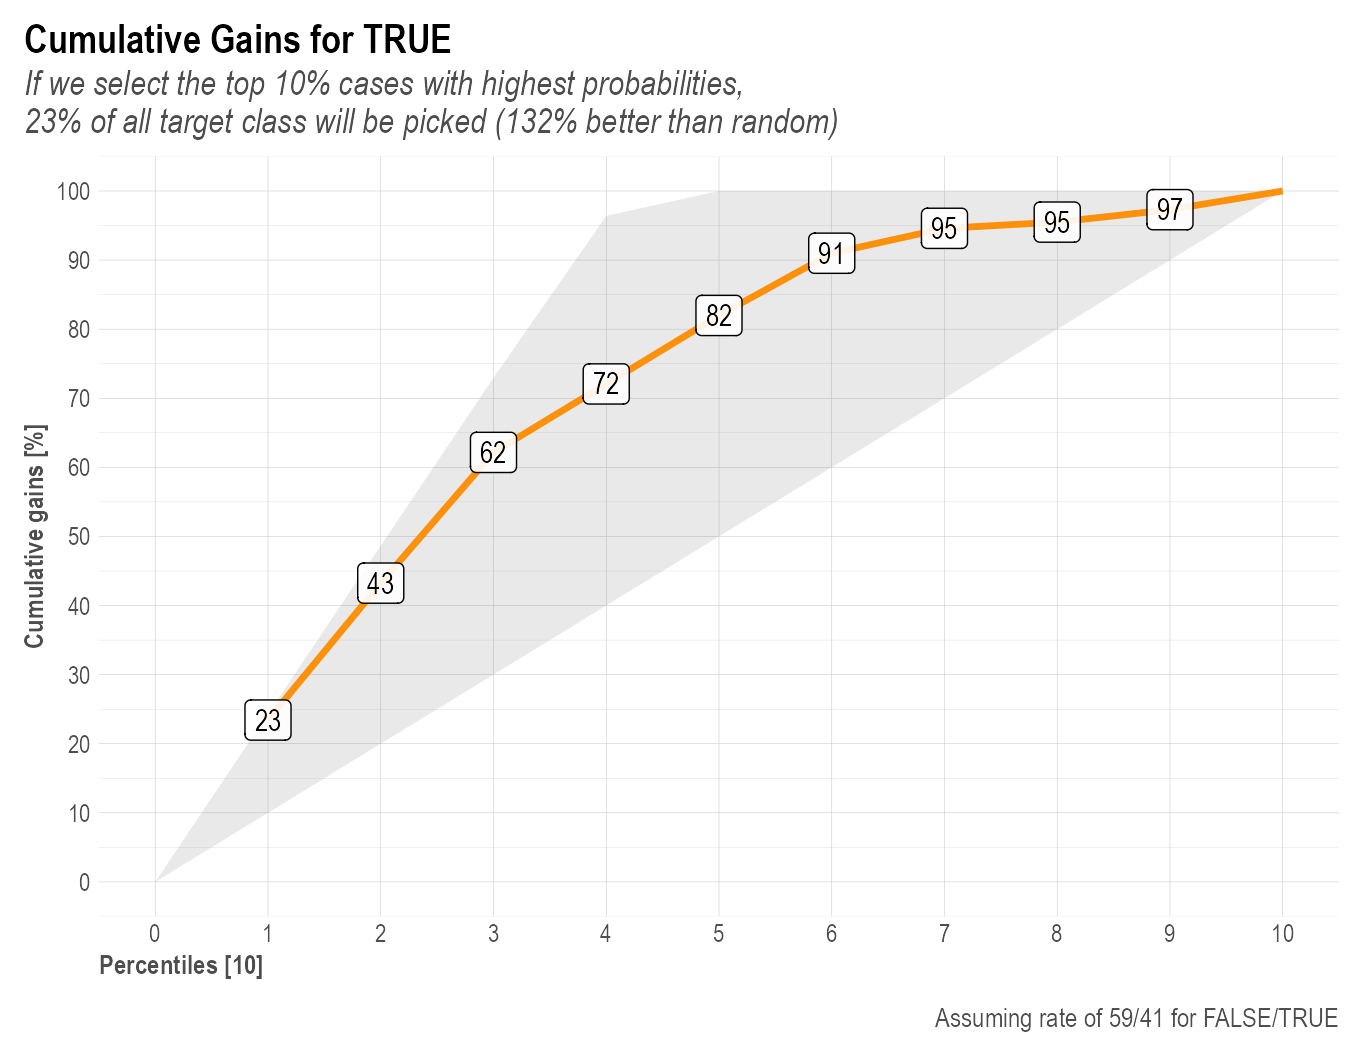 Cumulative Gains for TRUE
If we select the top 10% cases with highest probabilities,
23% of all target class will be picked (132% better than random)
Cumulative gains [%]
100
90
80
70
60
50
40
30
20
10
0
23
43
62
72
82
91
95
95
97
0 1 2 3 4 5 6 7 8 9 10
Percentiles [10]
Assuming rate of 59/41 for FALSE/TRUE